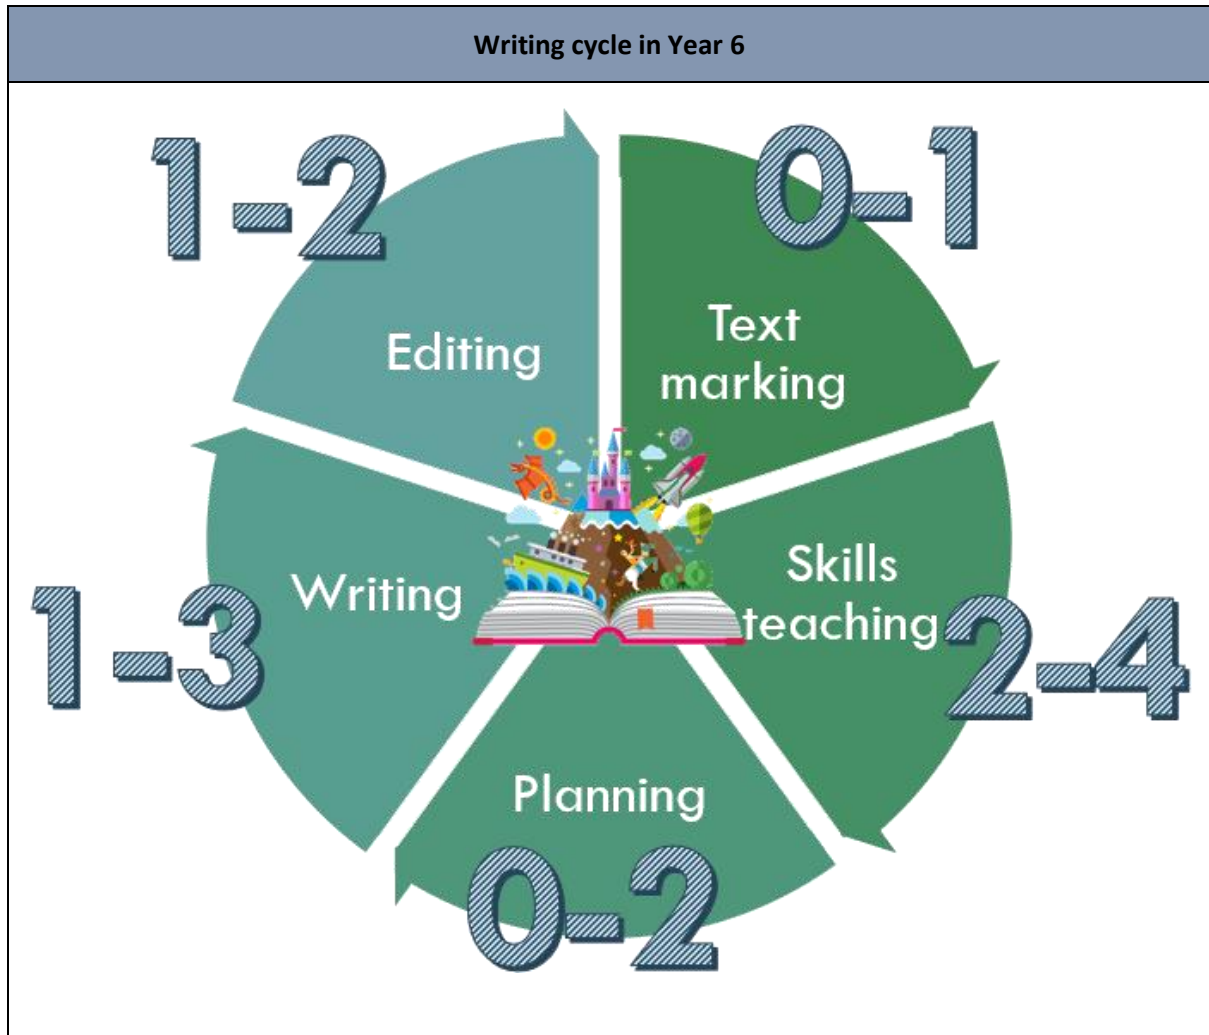 Writing cycle in Year 6
0-1
Text
marking
Skills
teaching
2-4
Planning
0-2
Writing
1-3
Editing
1-2